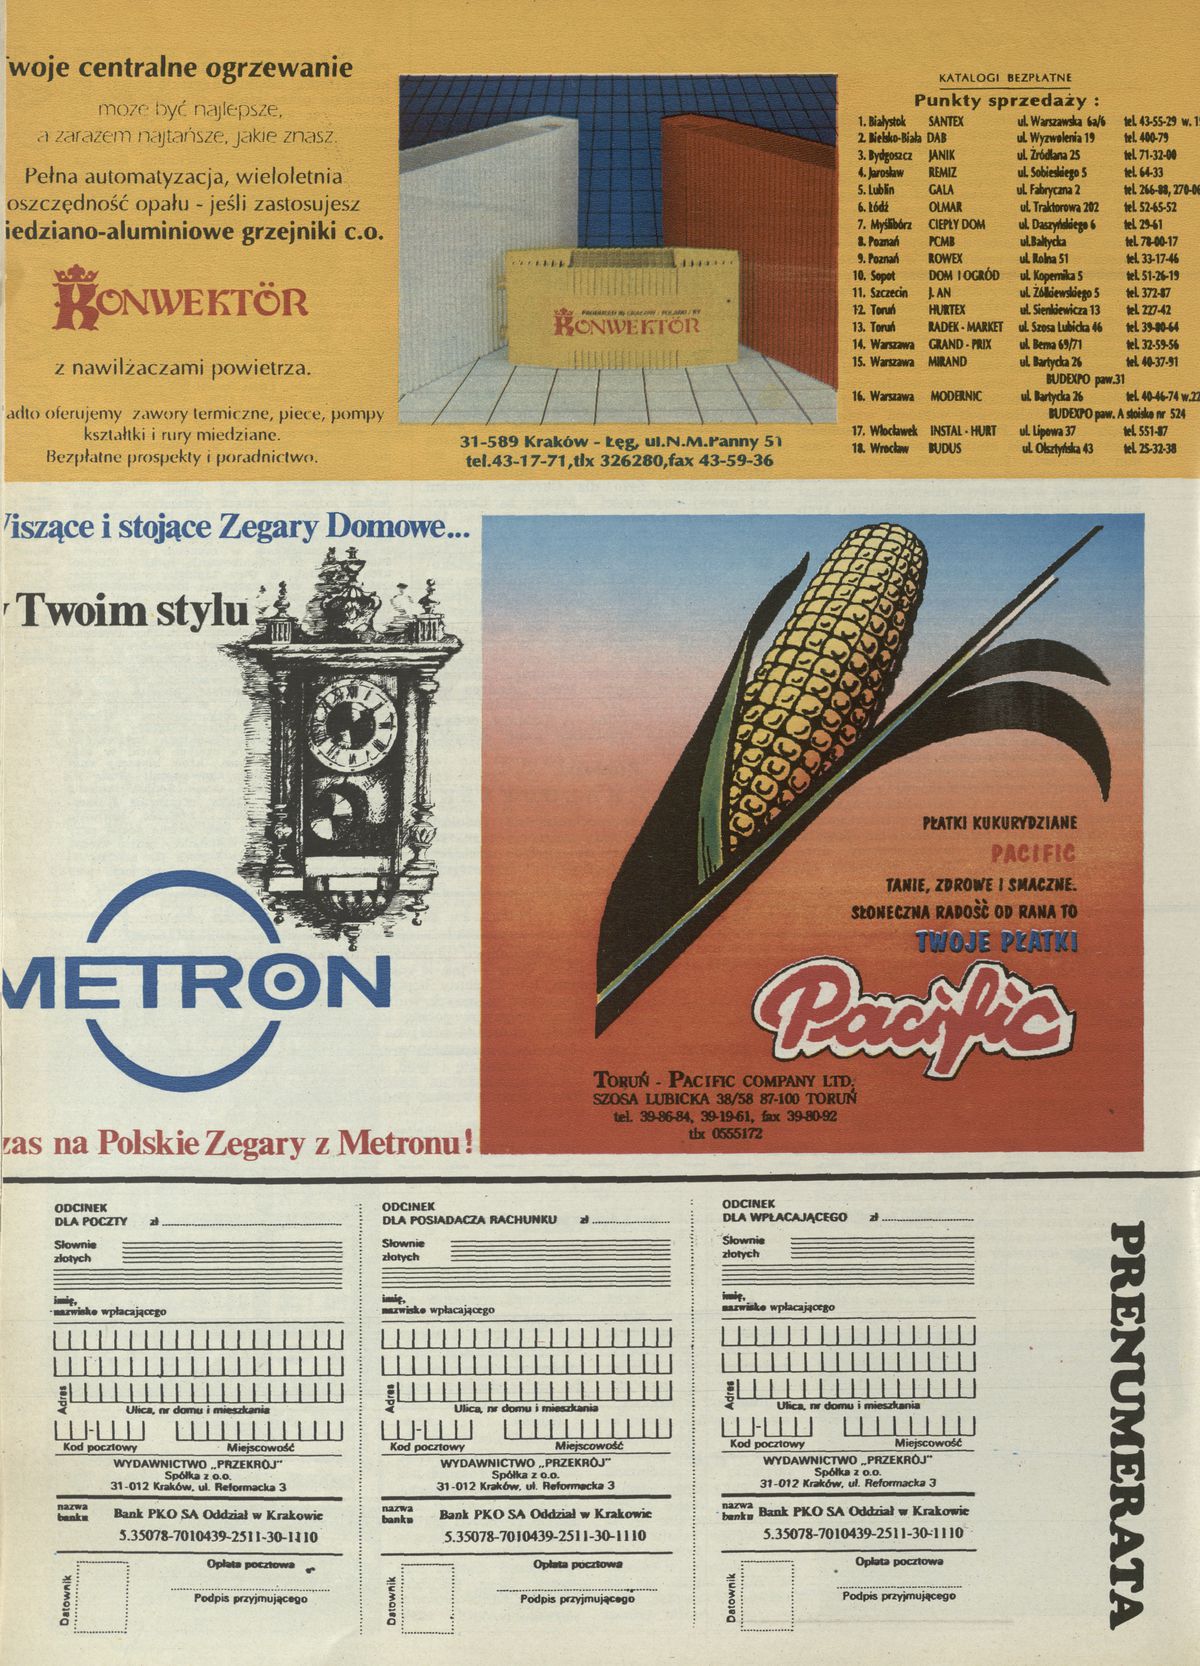 woje centralne ogrzewanie
może być najlepsze,
a zarazem najtańsze, jakie znasz.
Pełna automatyzacja, wieloletnia
oszczędność opału - jeśli zastosujesz
iedziano-aluminiowe grzejniki c.o.
KONWEKTÖR
z nawilżaczami powietrza.
adto oferujemy zawory termiczne, piece, pompy
kształtki i rury miedziane.
Bezpłatne prospekty i poradnictwo.
KONWEKTÖR
31-589 Kraków - Łęg, ul.N.M.Panny 51
tel.43-17-71,tlx 326280,fax 43-59-36
KATALOGI BEZPŁATNE
Punkty sprzedaży :
1. Białystok SANTEX ul. Warszawska 6a/6 tel. 43-55-29 w.
2. Bielsko-Biała DAB ul. Wyzwolenia 19 tel. 400-79
3. Bydgoszcz JANIK ul. Źródlana 25 tel. 71-32-00
4. Jarosław REMIZ ul. Sobieskiego 5 tel. 64-33
5. Lublin GALA ul. Fabryczna 2 tel. 266-88, 270-0
6. Łódź OLMAR ul. Traktorowa 202 tel. 52-65-52
7. Myślibórz CIEPŁY DOM ul. Daszyńskiego 6 tel. 29-61
8. Poznań PCMB ul.Bałtycka tel. 78-00-17
9. Poznań ROWEX ul. Rolna 51 tel. 33-17-46
10. Sopot DOM I OGRÓD ul. Kopernika 5 tel. 51-26-19
11. Szczecin J. AN ul. Żółkiewskiego 5 tel. 372-87
12. Toruń HURTEX ul. Sienkiewicza 13 tel. 227-42
13. Toruń RADEK - MARKET ul. Szosa Lubicka 46 tel. 39-80-64
14. Warszawa GRAND - PRIX ul. Bema 69/71 tel. 32-59-56
15. Warszawa MIRAND ul. Bartycka 26 tel. 40-37-91
BUDEXPO paw.31
16. Warszawa MODERNIC ul. Bartycka 26 tel. 40-46-74 w.22
BUDEXPO paw. A stoisko nr 524
17. Włocławek INSTAL - HURT ul. Lipowa 37 tel. 551-87
18. Wrocław BUDUS ul. Olsztyńska 43 tel. 25-32-38
iszące i stojące Zegary Domowe...
Twoim stylu
METRON
zas na Polskie Zegary z Metronu!
PŁATKI KUKURYDZIANE
PACIFIC
TANIE, ZDROWE I SMACZNE.
SŁONECZNA RADOŚĆ OD RANA TO
TWOJE PŁATKI
Pacific
TORUŃ - PACIFIC COMPANY LTD.
SZOSA LUBICKA 38/58 87-100 TORUŃ
tel. 39-86-84, 39-19-61, fax 39-80-92
tlx 0555172
ODCINEK
DLA POCZTY zł
Słownie
złotych
imię,
nazwisko wpłacającego
Adres
Ulica, nr domu i mieszkania
Kod pocztowy Miejscowość
WYDAWNICTWO „PRZEKRÓJ"
Spółka z o.o.
31-012 Kraków, ul. Reformacka 3
nazwa
banku Bank PKO SA Oddział w Krakowie
5.35078-7010439-2511-30-1110
Opłata pocztowa
Datownik
Podpis przyjmującego
ODCINEK
DLA POSIADACZA RACHUNKU zł
Słownie
złotych
imię,
nazwisko wpłacającego
Adres
Ulica, nr domu i mieszkania
Kod pocztowy Miejscowość
WYDAWNICTWO „PRZEKRÓJ"
Spółka z o.o.
31-012 Kraków, ul. Reformacka 3
nazwa
banku Bank PKO SA Oddział w Krakowie
5.35078-7010439-2511-30-1110
Opłata pocztowa
Datownik
Podpis przyjmującego
ODCINEK
DLA WPŁACAJĄCEGO zł
Słownie
złotych
imię,
nazwisko wpłacającego
Adres
Ulica, nr domu i mieszkania
Kod pocztowy Miejscowość
WYDAWNICTWO „PRZEKRÓJ"
Spółka z o.o.
31-012 Kraków, ul. Reformacka 3
nazwa
banku Bank PKO SA Oddział w Krakowie
5.35078-7010439-2511-30-1110
Opłata pocztowa
Datownik
Podpis przyjmującego
PRENUMERATA